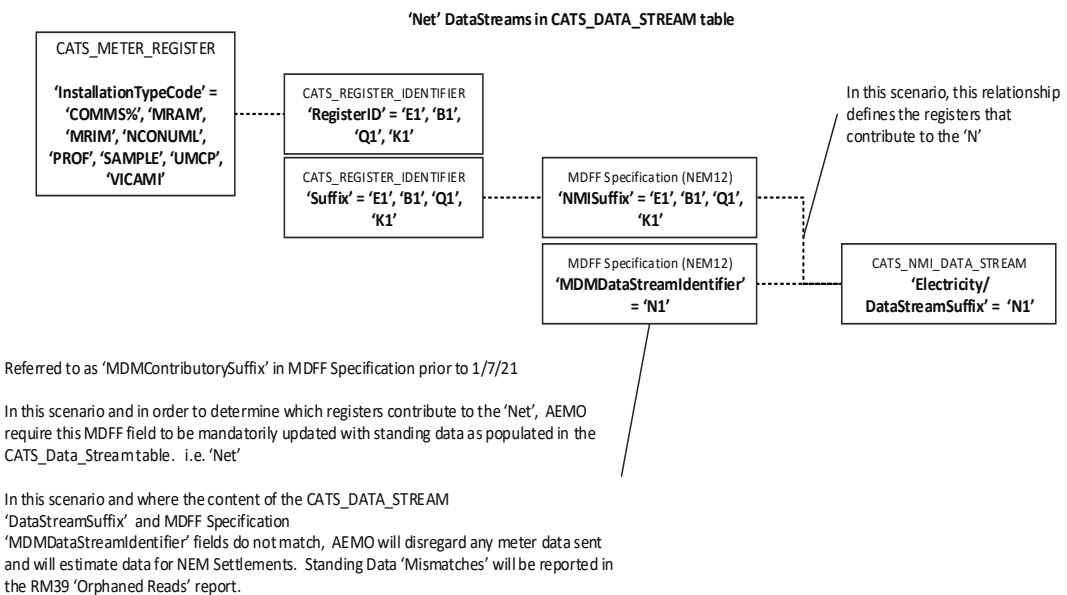 ‘Net’ DataStreams in CATS_DATA_STREAM table
CATS_METER_REGISTER
‘InstallationTypeCode’ =
‘COMMS%’, ‘MRAM’,
‘MRIM’, ‘NCONUML’,
‘PROF’, ‘SAMPLE’, ‘UMCP’,
‘VICAMI’
CATS_REGISTER_IDENTIFIER
‘RegisterID’ = ‘E1’, ‘B1’,
‘Q1’, ‘K1’
CATS_REGISTER_IDENTIFIER
‘Suffix’ = ‘E1’, ‘B1’, ‘Q1’,
‘K1’
MDFF Specification (NEM12)
‘NMISuffix’ = ‘E1’, ‘B1’, ‘Q1’,
‘K1’
MDFF Specification (NEM12)
‘MDMDataStreamIdentifier’
= ‘N1’
In this scenario, this relationship
defines the registers that
contribute to the ‘N’
CATS_NMI_DATA_STREAM
‘Electricity/
DataStreamSuffix’ = ‘N1’
Referred to as ‘MDMContributorySuffix’ in MDFF Specification prior to 1/7/21
In this scenario and in order to determine which registers contribute to the ‘Net’, AEMO
require this MDFF field to be mandatorily updated with standing data as populated in the
CATS_Data_Stream table. i.e. ‘Net’
In this scenario and where the content of the CATS_DATA_STREAM
‘DataStreamSuffix’ and MDFF Specification
‘MDMDataStreamIdentifier’ fields do not match, AEMO will disregard any meter data sent
and will estimate data for NEM Settlements. Standing Data ‘Mismatches’ will be reported in
the RM39 ‘Orphaned Reads’ report.